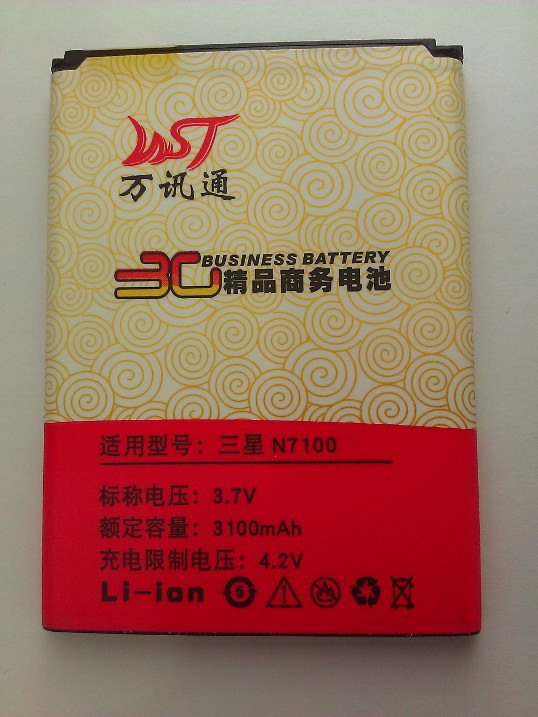 WST
万讯通
3C BUSINESS BATTERY
精品商务电池
适用型号：三星 N7100
标称电压：3.7V
额定容量：3100mAh
充电限制电压：4.2V
Li-ion 5